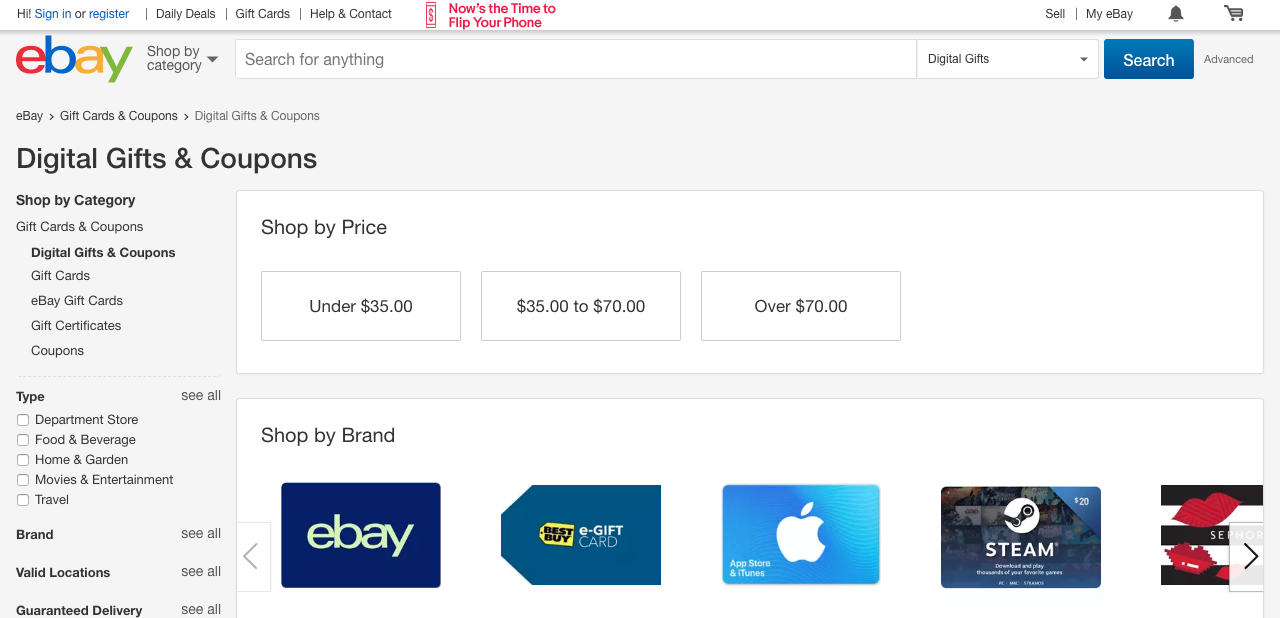 Hi! Sign in or register
Daily Deals
Gift Cards
Help & Contact
$
Now's the Time to
Flip Your Phone
Sell
My eBay
ebay
Shop by
category
Search for anything
Digital Gifts
Search
Advanced
eBay > Gift Cards & Coupons > Digital Gifts & Coupons
Digital Gifts & Coupons
Shop by Category
Gift Cards & Coupons
Digital Gifts & Coupons
Gift Cards
eBay Gift Cards
Gift Certificates
Coupons
Type
see all
Department Store
Food & Beverage
Home & Garden
Movies & Entertainment
Travel
Brand
see all
Valid Locations
see all
Guaranteed Delivery
see all
Shop by Price
Under $35.00
$35.00 to $70.00
Over $70.00
Shop by Brand
ebay
BEST
BUY
e-GIFT
CARD
App Store
& iTunes
$20
STEAM®
Download and play
thousands of your favorite games
PC · MAC · STEAMOS
SEPHOR